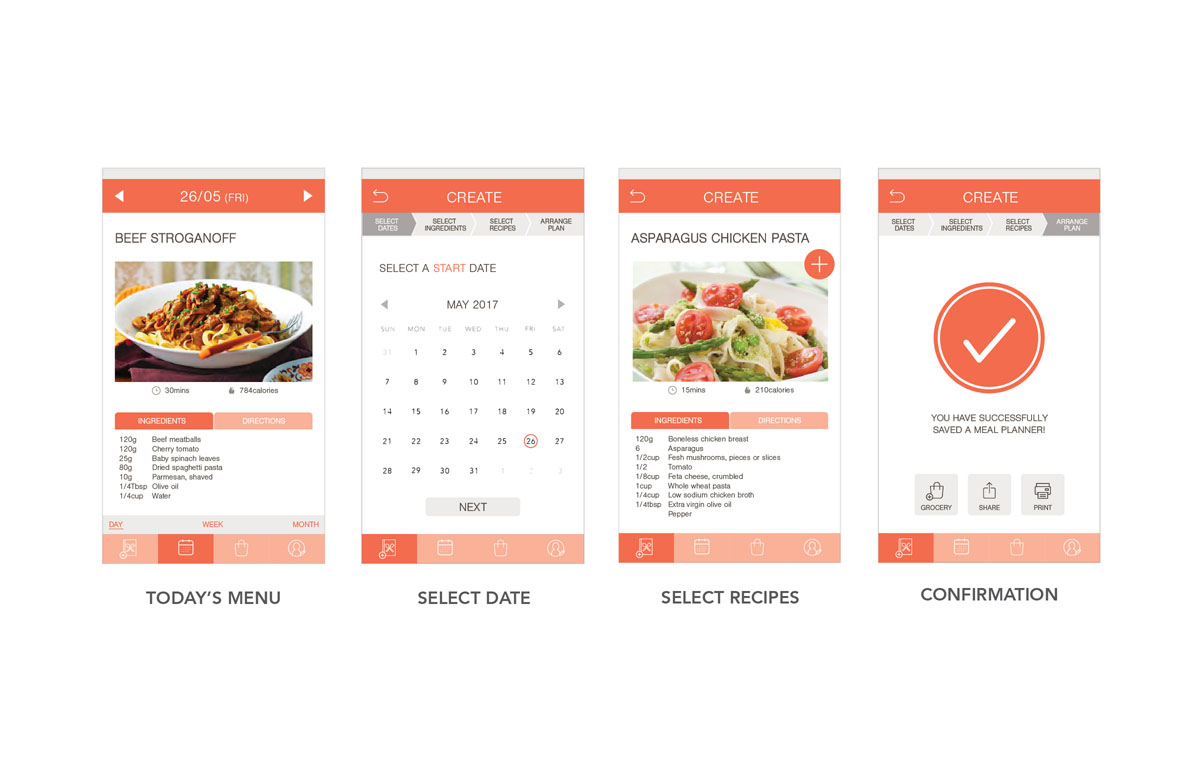 26/05 (FRI)
BEEF STROGANOFF
30mins
784calories
INGREDIENTS
DIRECTIONS
120g Beef meatballs
120g Cherry tomato
25g Baby spinach leaves
80g Dried spaghetti pasta
10g Parmesan, shaved
1/4Tbsp Olive oil
1/4cup Water
DAY
WEEK
MONTH
TODAY'S MENU
CREATE
SELECT
DATES
SELECT
INGREDIENTS
SELECT
RECIPES
ARRANGE
PLAN
SELECT A START DATE
MAY 2017
SUN MON TUE WED THU FRI SAT
31 1 2 3 4 5 6
7 8 9 10 11 12 13
14 15 16 17 18 19 20
21 22 23 24 25 26 27
28 29 30 31 1 2 3
NEXT
SELECT DATE
CREATE
SELECT
DATES
SELECT
INGREDIENTS
SELECT
RECIPES
ARRANGE
PLAN
ASPARAGUS CHICKEN PASTA
15mins
210calories
INGREDIENTS
DIRECTIONS
120g Boneless chicken breast
6 Asparagus
1/2cup Fesh mushrooms, pieces or slices
1/2 Tomato
1/8cup Feta cheese, crumbled
1cup Whole wheat pasta
1/4cup Low sodium chicken broth
1/4tbsp Extra virgin olive oil
Pepper
SELECT RECIPES
CREATE
SELECT
DATES
SELECT
INGREDIENTS
SELECT
RECIPES
ARRANGE
PLAN
YOU HAVE SUCCESSFULLY
SAVED A MEAL PLANNER!
GROCERY
SHARE
PRINT
CONFIRMATION